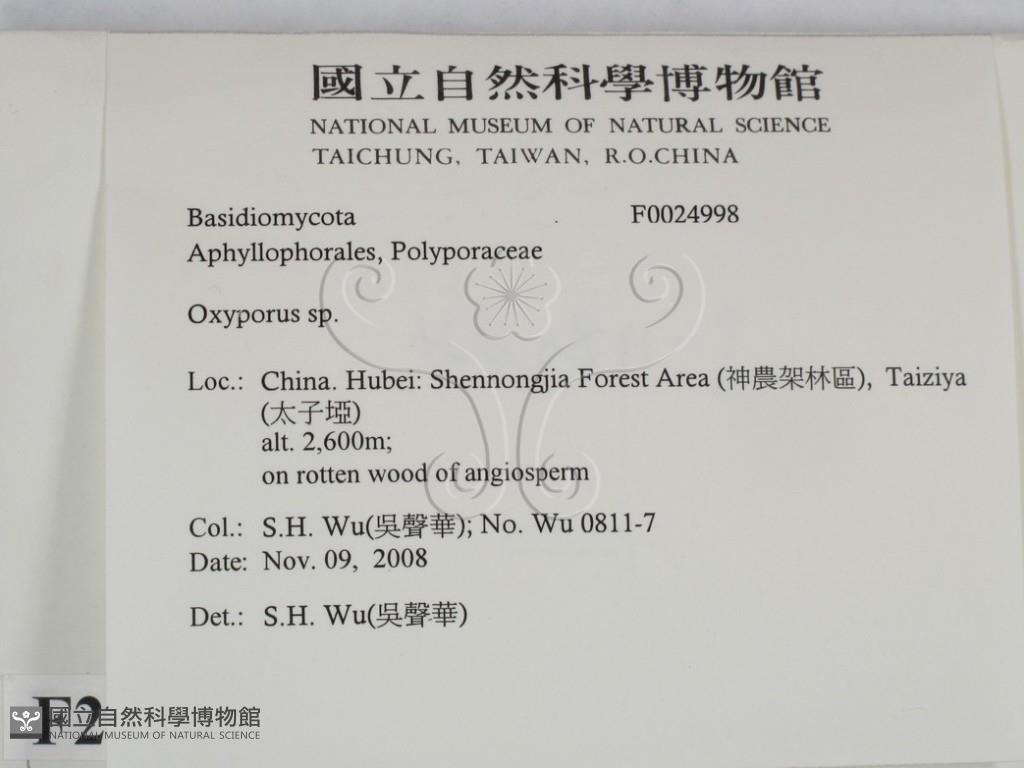 國立自然科學博物館
NATIONAL MUSEUM OF NATURAL SCIENCE
TAICHUNG, TAIWAN, R.O.CHINA
Basidiomycota F0024998
Aphyllophorales, Polyporaceae
Oxyporus sp.
Loc.: China. Hubei: Shennongjia Forest Area (神農架林區), Taiziya
(太子埡)
alt. 2,600m;
on rotten wood of angiosperm
Col.: S.H. Wu(吳聲華); No. Wu 0811-7
Date: Nov. 09, 2008
Det.: S.H. Wu(吳聲華)
F2
國立自然科學博物館
NATIONAL MUSEUM OF NATURAL SCIENCE